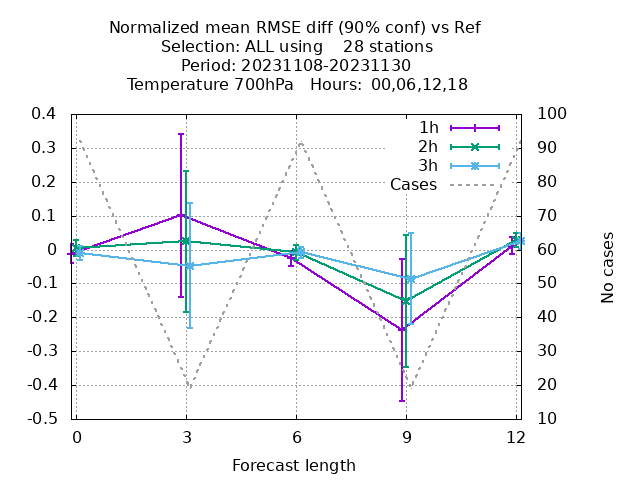 Normalized mean RMSE diff (90% conf) vs Ref
Selection: ALL using    28 stations
Period: 20231108-20231130
Temperature 700hPa   Hours:  00,06,12,18
0.4
0.3
0.2
0.1
0
-0.1
-0.2
-0.3
-0.4
-0.5
100
90
80
70
60
50
40
30
20
10
1h
2h
3h
Cases
No cases
0
3
6
9
12
Forecast length